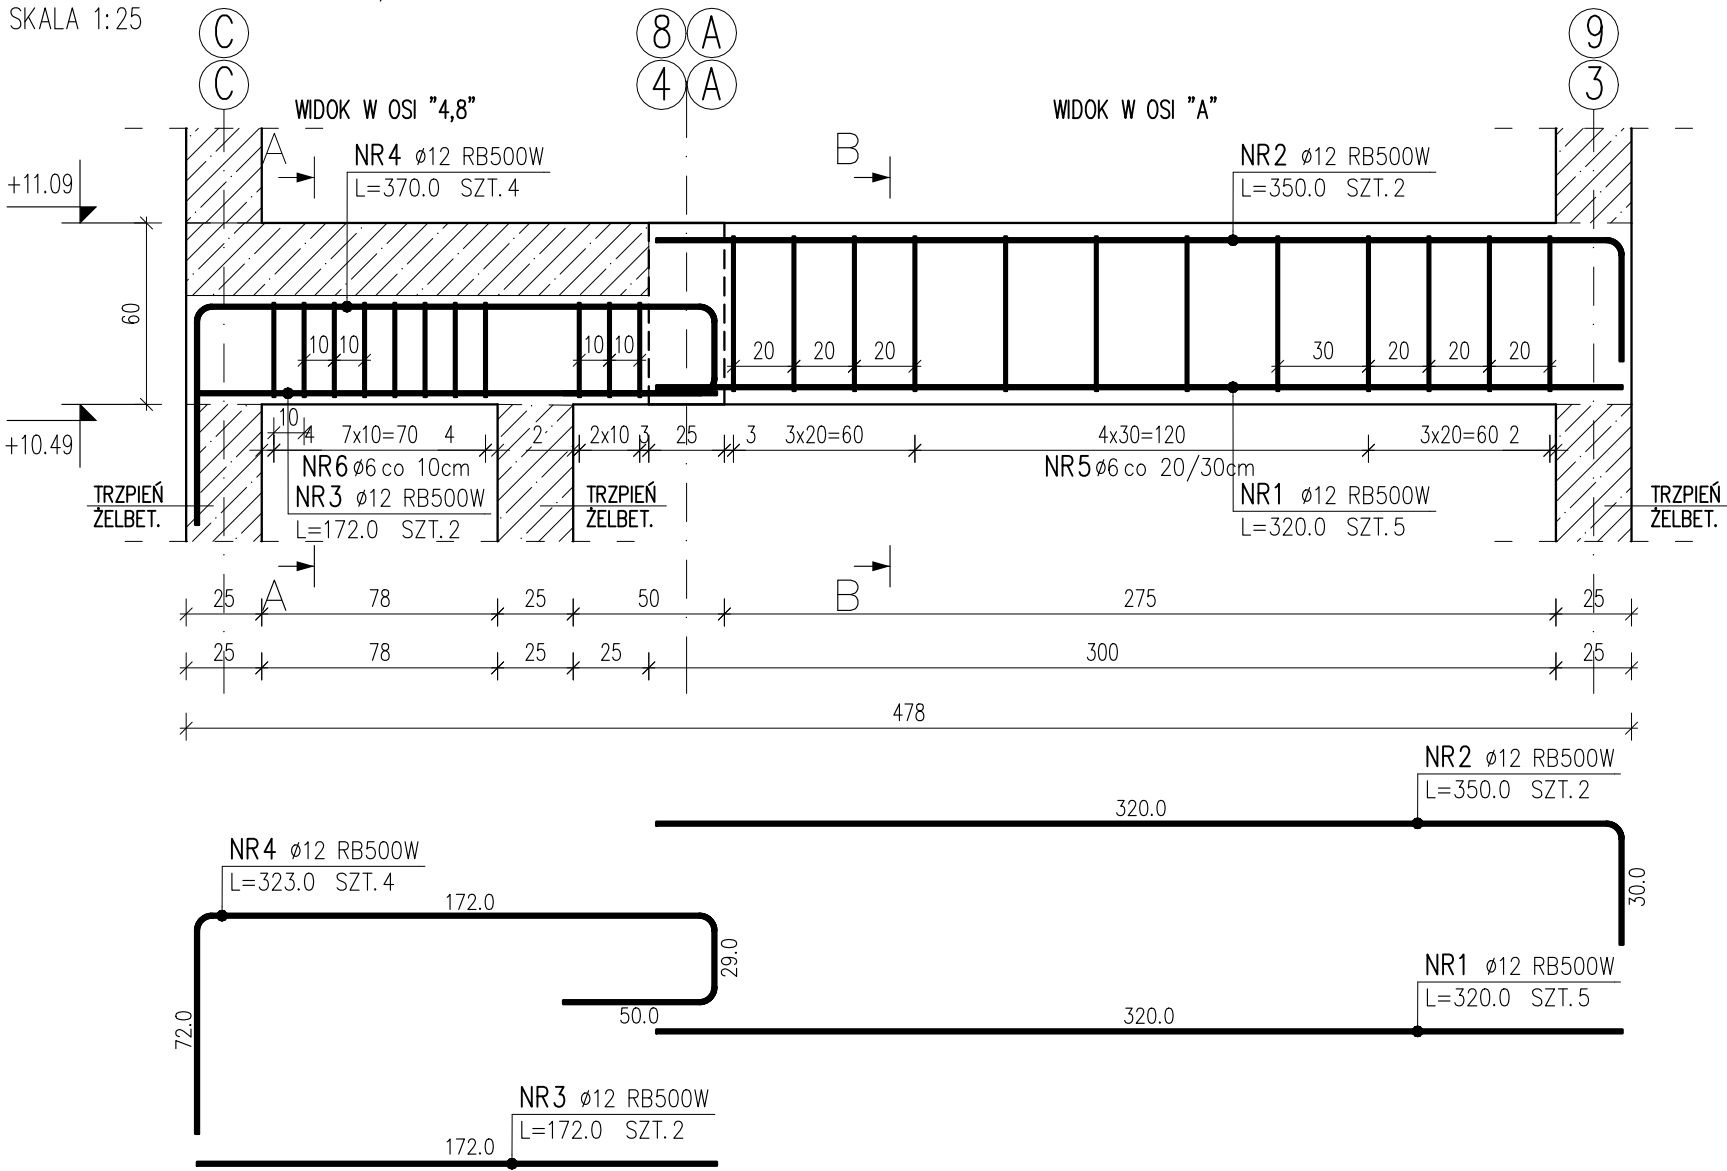 SKALA 1:25
C
C
8 A
4 A
9
3
WIDOK W OSI "4,8"
WIDOK W OSI "A"
A
B
NR4 ø12 RB500W
L=370.0 SZT.4
NR2 ø12 RB500W
L=350.0 SZT.2
+11.09
60
+10.49
10 10
10 10
20 20 20
30 20 20 20
10
4 7x10=70 4 2 2x10 3 25 3 3x20=60 4x30=120 3x20=60 2
NR6 ø6 co 10cm
NR5 ø6 co 20/30cm
NR3 ø12 RB500W
L=172.0 SZT.2
NR1 ø12 RB500W
L=320.0 SZT.5
TRZPIEŃ
ŻELBET.
TRZPIEŃ
ŻELBET.
TRZPIEŃ
ŻELBET.
A
B
25 78 25 50 275 25
25 78 25 25 300 25
478
NR2 ø12 RB500W
L=350.0 SZT.2
320.0
30.0
NR4 ø12 RB500W
L=323.0 SZT.4
172.0
29.0
50.0
72.0
NR1 ø12 RB500W
L=320.0 SZT.5
320.0
NR3 ø12 RB500W
L=172.0 SZT.2
172.0